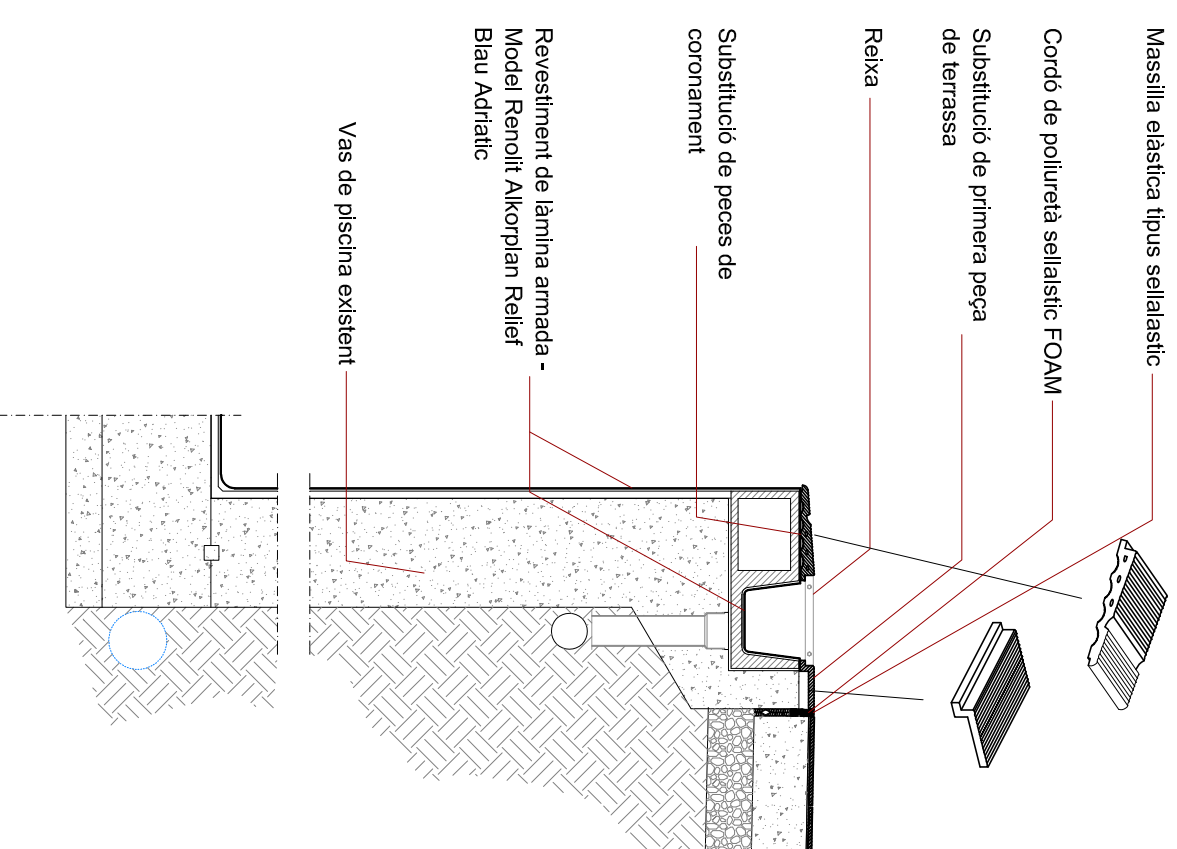 Massilla elàstica tipus sellalastic
Cordó de poliuretà sellalstic FOAM
Substitució de primera peça
de terrassa
Reixa
Substitució de peces de
coronament
Revestiment de làmina armada -
Model Renolit Alkorplan Relief
Blau Adriatic
Vas de piscina existent